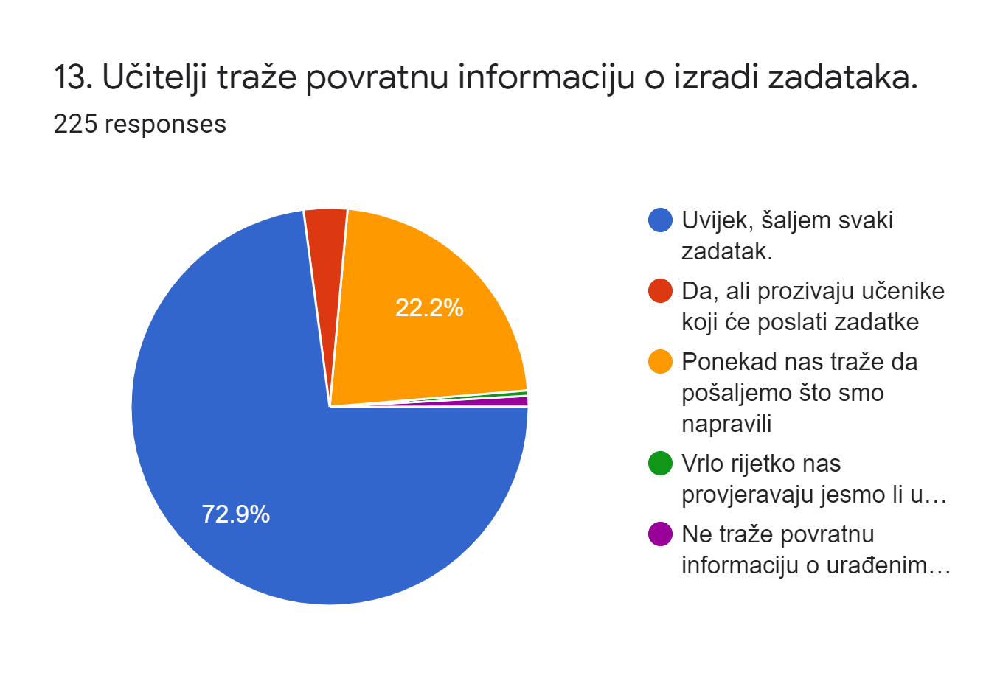 13. Učitelji traže povratnu informaciju o izradi zadataka.
225 responses
22.2%
72.9%
Uvijek, šaljem svaki
zadatak.
Da, ali prozivaju učenike
koji će poslati zadatke
Ponekad nas traže da
pošaljemo što smo
napravili
Vrlo rijetko nas
provjeravaju jesmo li u…
Ne traže povratnu
informaciju o urađenim…